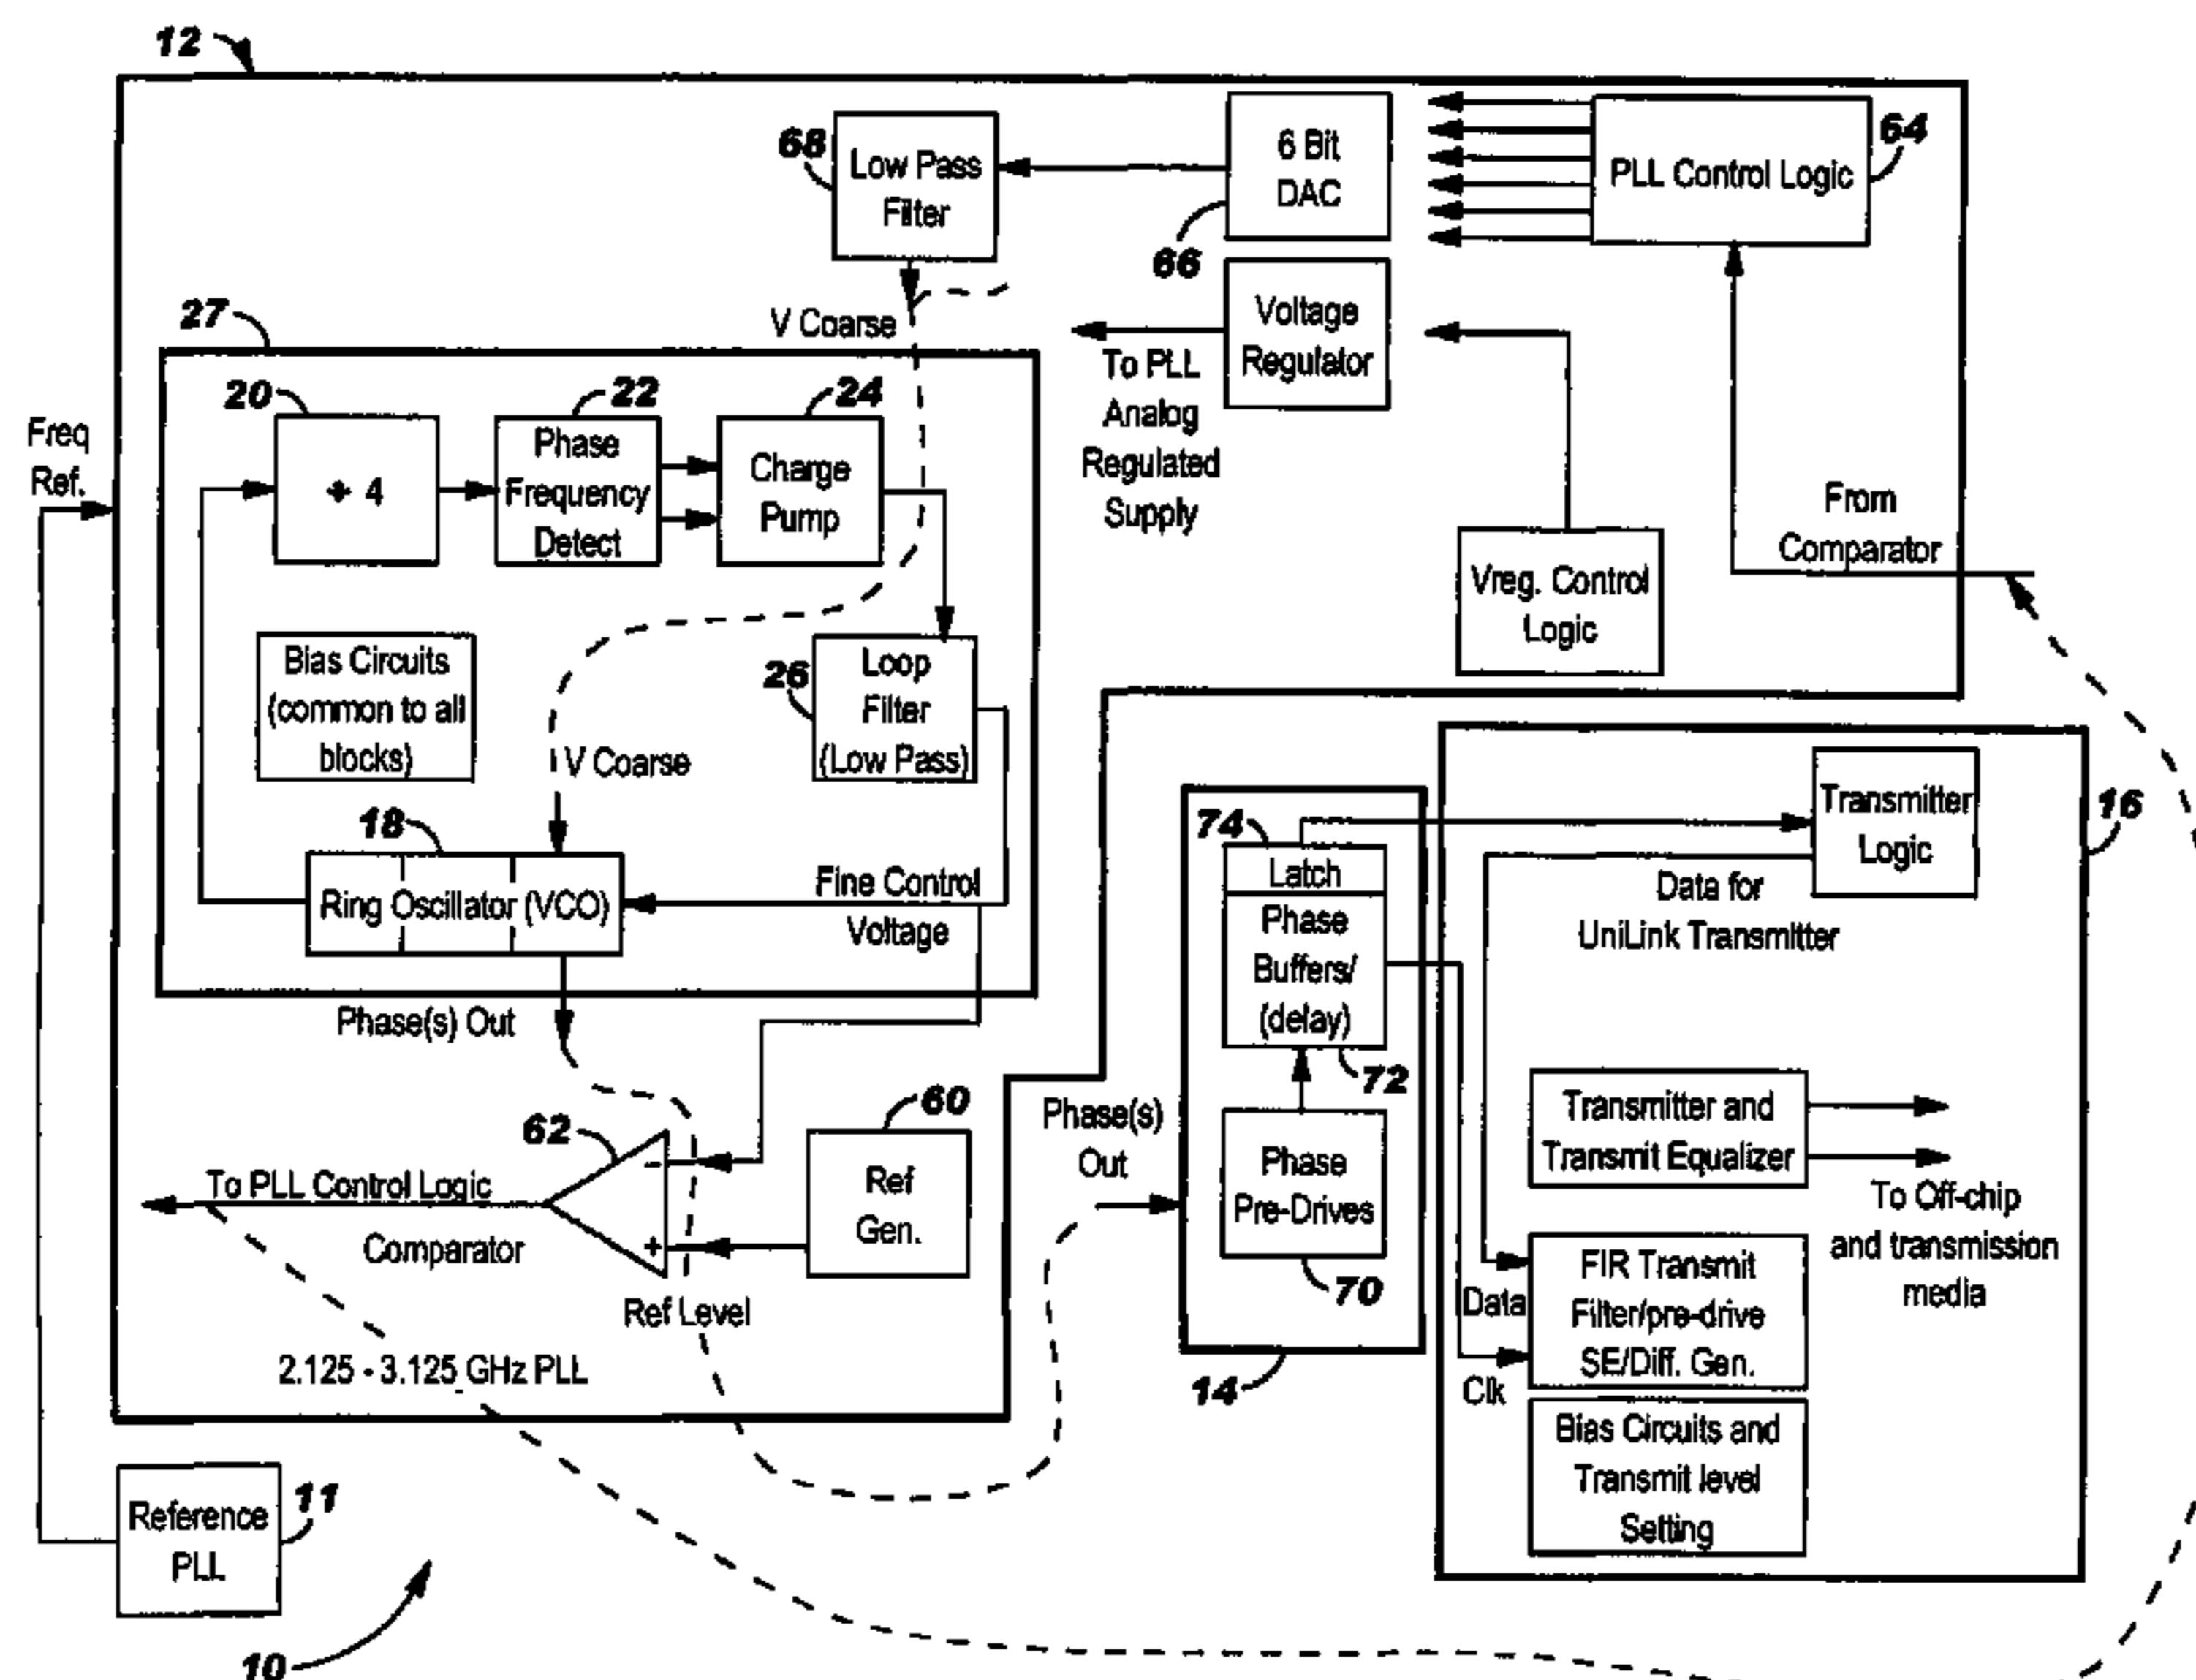 12
68
Low Pass
Filter
6 Bit
DAC
66
PLL Control Logic
64
V Coarse
Voltage
Regulator
To PLL
Analog
Regulated
Supply
Vreg. Control
Logic
From
Comparator
27
20
22
24
Freq
Ref.
÷ 4
Phase
Frequency
Detect
Charge
Pump
Bias Circuits
(common to all
blocks)
26
Loop
Filter
(Low Pass)
V Coarse
18
Ring Oscillator (VCO)
Fine Control
Voltage
Phase(s) Out
62
60
-
+
Ref
Gen.
To PLL Control Logic
Comparator
Ref Level
2.125 - 3.125 GHz PLL
Reference
PLL
11
10
Phase(s)
Out
74
Latch
Phase
Buffers/
(delay)
72
Phase
Pre-Drives
70
14
16
Transmitter
Logic
Data for
UniLink Transmitter
Transmitter and
Transmit Equalizer
To Off-chip
and transmission
media
Data
Clk
FIR Transmit
Filter/pre-drive
SE/Diff. Gen.
Bias Circuits and
Transmit level
Setting